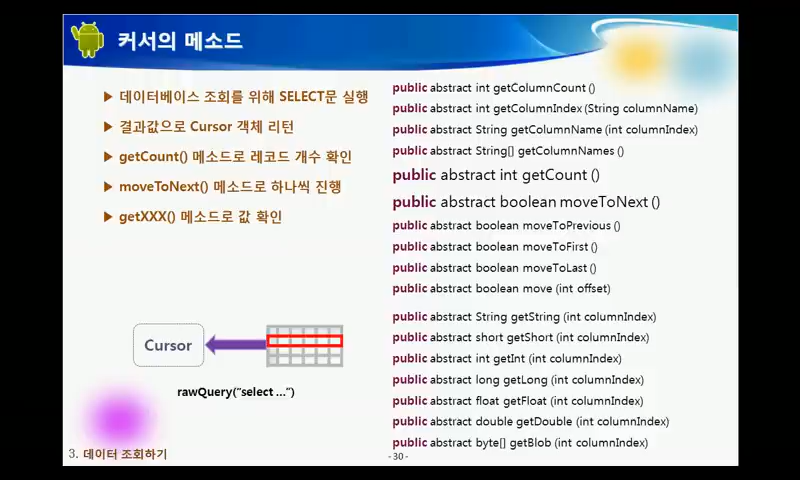 커서의 메소드
▶ 데이터베이스 조회를 위해 SELECT문 실행
▶ 결과값으로 Cursor 객체 리턴
▶ getCount() 메소드로 레코드 개수 확인
▶ moveToNext() 메소드로 하나씩 진행
▶ getXXX() 메소드로 값 확인
public abstract int getColumnCount ()
public abstract int getColumnIndex (String columnName)
public abstract String getColumnName (int columnIndex)
public abstract String[] getColumnNames ()
public abstract int getCount ()
public abstract boolean moveToNext ()
public abstract boolean moveToPrevious ()
public abstract boolean moveToFirst ()
public abstract boolean moveToLast ()
public abstract boolean move (int offset)
public abstract String getString (int columnIndex)
public abstract short getShort (int columnIndex)
public abstract int getInt (int columnIndex)
public abstract long getLong (int columnIndex)
public abstract float getFloat (int columnIndex)
public abstract double getDouble (int columnIndex)
public abstract byte[] getBlob (int columnIndex)
Cursor
rawQuery("select ...")
3. 데이터 조회하기
- 30 -